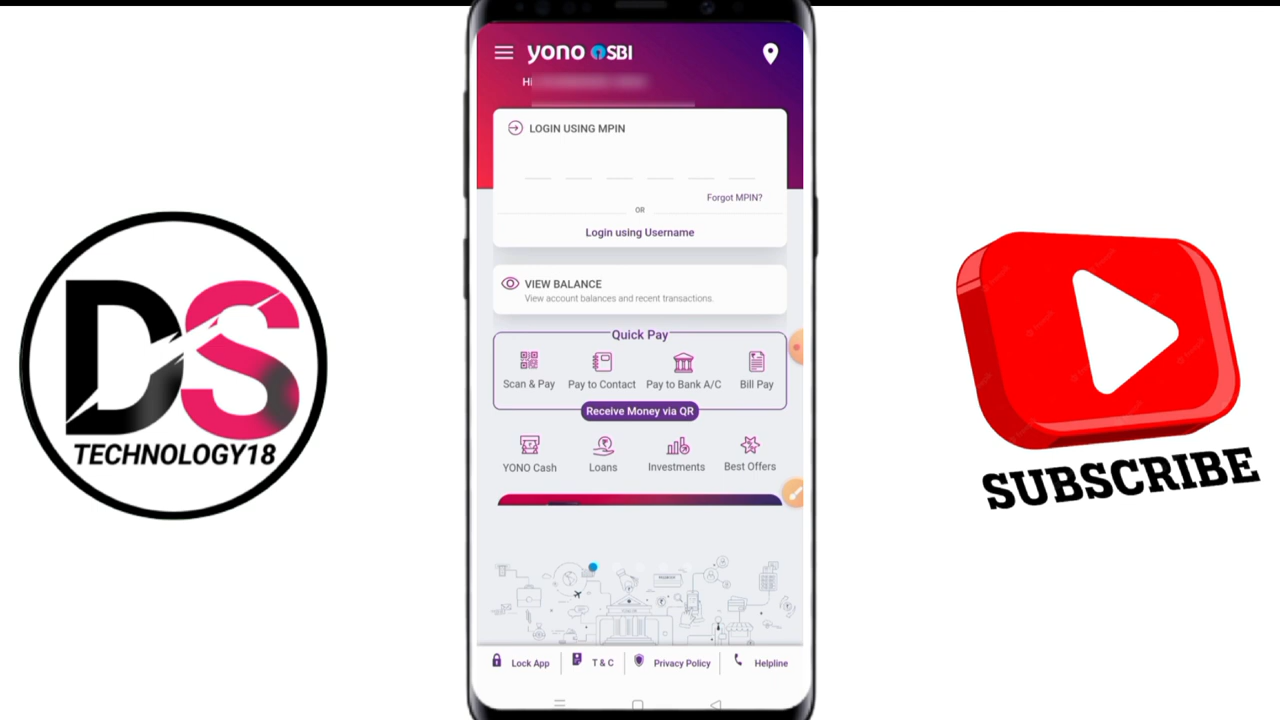 yono SBI
Hi
LOGIN USING MPIN
Forgot MPIN?
OR
Login using Username
VIEW BALANCE
View account balances and recent transactions.
Quick Pay
Scan & Pay Pay to Contact Pay to Bank A/C Bill Pay
Receive Money via QR
YONO Cash Loans Investments Best Offers
Lock App T & C Privacy Policy Helpline
DS
TECHNOLOGY18
SUBSCRIBE